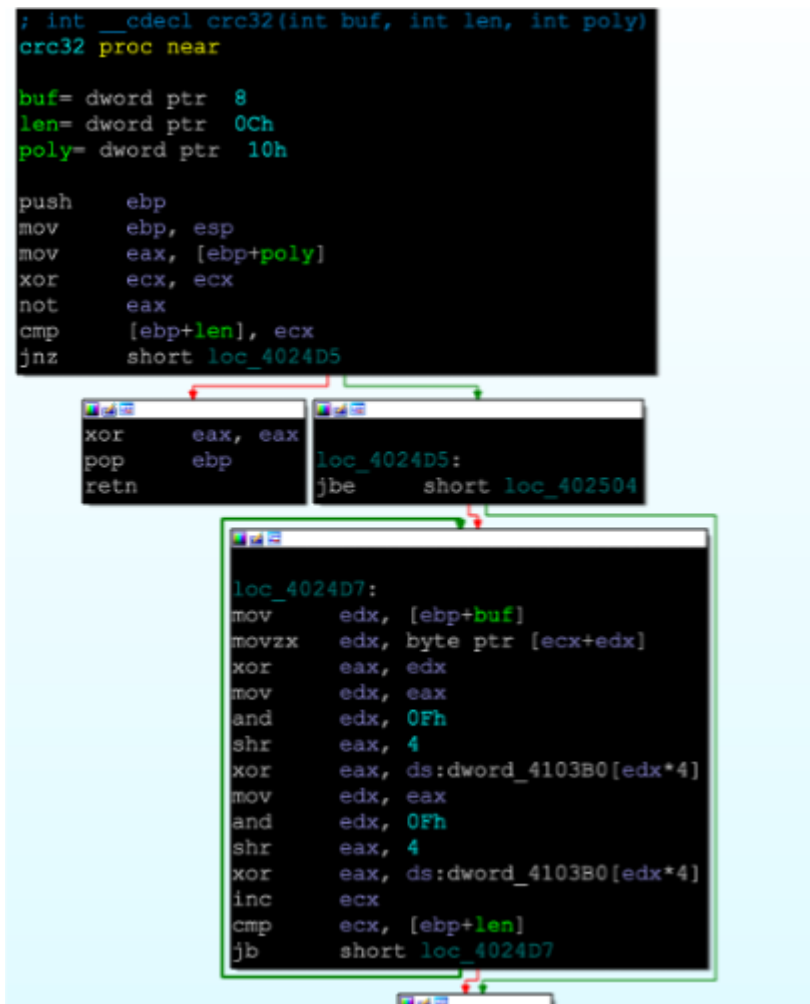 ; int __cdecl crc32(int buf, int len, int poly)
crc32 proc near
buf= dword ptr 8
len= dword ptr 0Ch
poly= dword ptr 10h
push ebp
mov ebp, esp
mov eax, [ebp+poly]
xor ecx, ecx
not eax
cmp [ebp+len], ecx
jnz short loc_4024D5
xor eax, eax
pop ebp
retn
loc_4024D5:
jbe short loc_402504
loc_4024D7:
mov edx, [ebp+buf]
movzx edx, byte ptr [ecx+edx]
xor eax, edx
mov edx, eax
and edx, 0Fh
shr eax, 4
xor eax, ds:dword_4103B0[edx*4]
mov edx, eax
and edx, 0Fh
shr eax, 4
xor eax, ds:dword_4103B0[edx*4]
inc ecx
cmp ecx, [ebp+len]
jb short loc_4024D7